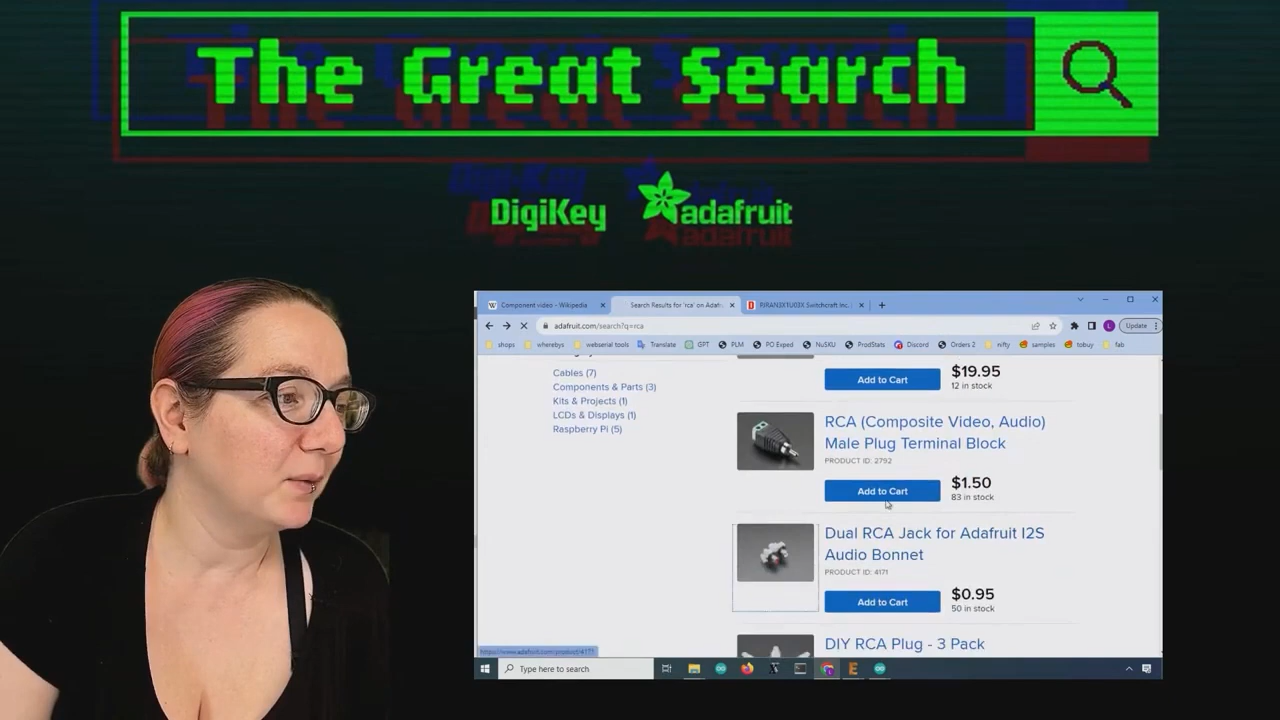 The Great Search
DigiKey
adafruit
Component video - Wikipedia
Search Results for 'rca' on Adafr
RJRAN3X1U03X Switchcraft Inc.
adafruit.com/search?q=rca
Update
shops
wherebys
webserial tools
Translate
GPT
PLM
PO Exped
NuSKU
ProdStats
Discord
Orders 2
nifty
samples
tobuy
fab
Cables (7)
Components & Parts (3)
Kits & Projects (1)
LCDs & Displays (1)
Raspberry Pi (5)
Add to Cart
$19.95
12 in stock
RCA (Composite Video, Audio)
Male Plug Terminal Block
PRODUCT ID: 2792
Add to Cart
$1.50
83 in stock
Dual RCA Jack for Adafruit I2S
Audio Bonnet
PRODUCT ID: 4171
Add to Cart
$0.95
50 in stock
DIY RCA Plug - 3 Pack
https://www.adafruit.com/product/4171
Type here to search